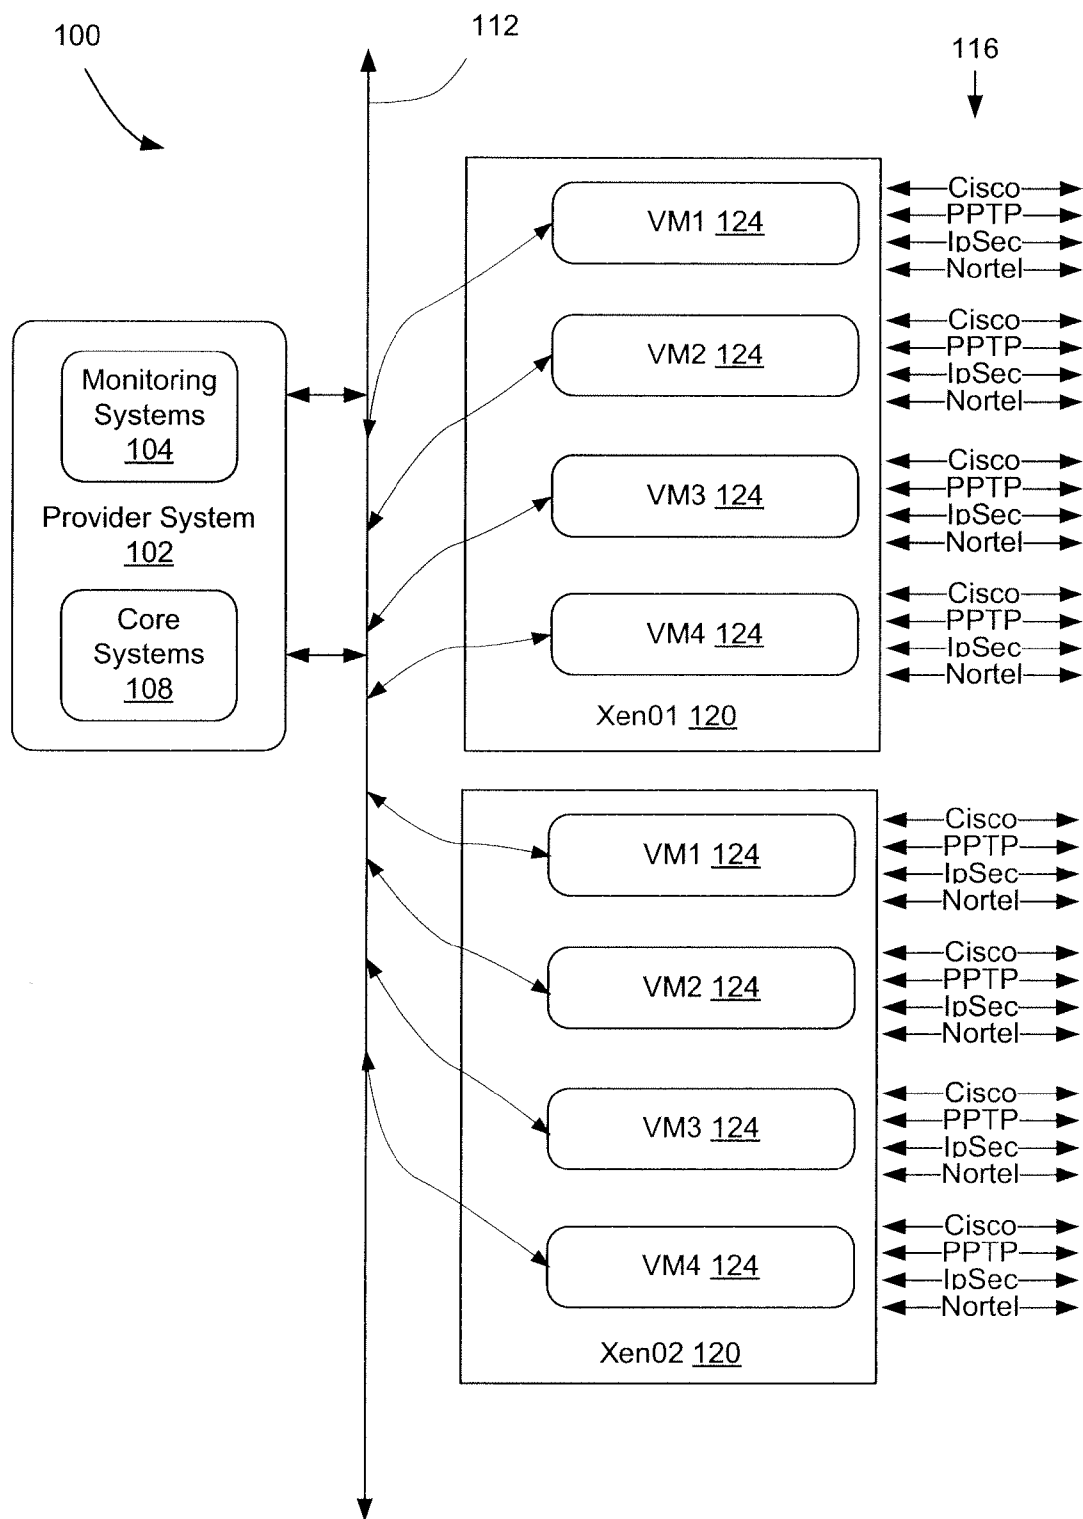 100
112
116
Monitoring
Systems
104
Provider System
102
Core
Systems
108
VM1 124
Cisco
PPTP
IpSec
Nortel
VM2 124
Cisco
PPTP
IpSec
Nortel
VM3 124
Cisco
PPTP
IpSec
Nortel
VM4 124
Cisco
PPTP
IpSec
Nortel
Xen01 120
VM1 124
Cisco
PPTP
IpSec
Nortel
VM2 124
Cisco
PPTP
IpSec
Nortel
VM3 124
Cisco
PPTP
IpSec
Nortel
VM4 124
Cisco
PPTP
IpSec
Nortel
Xen02 120